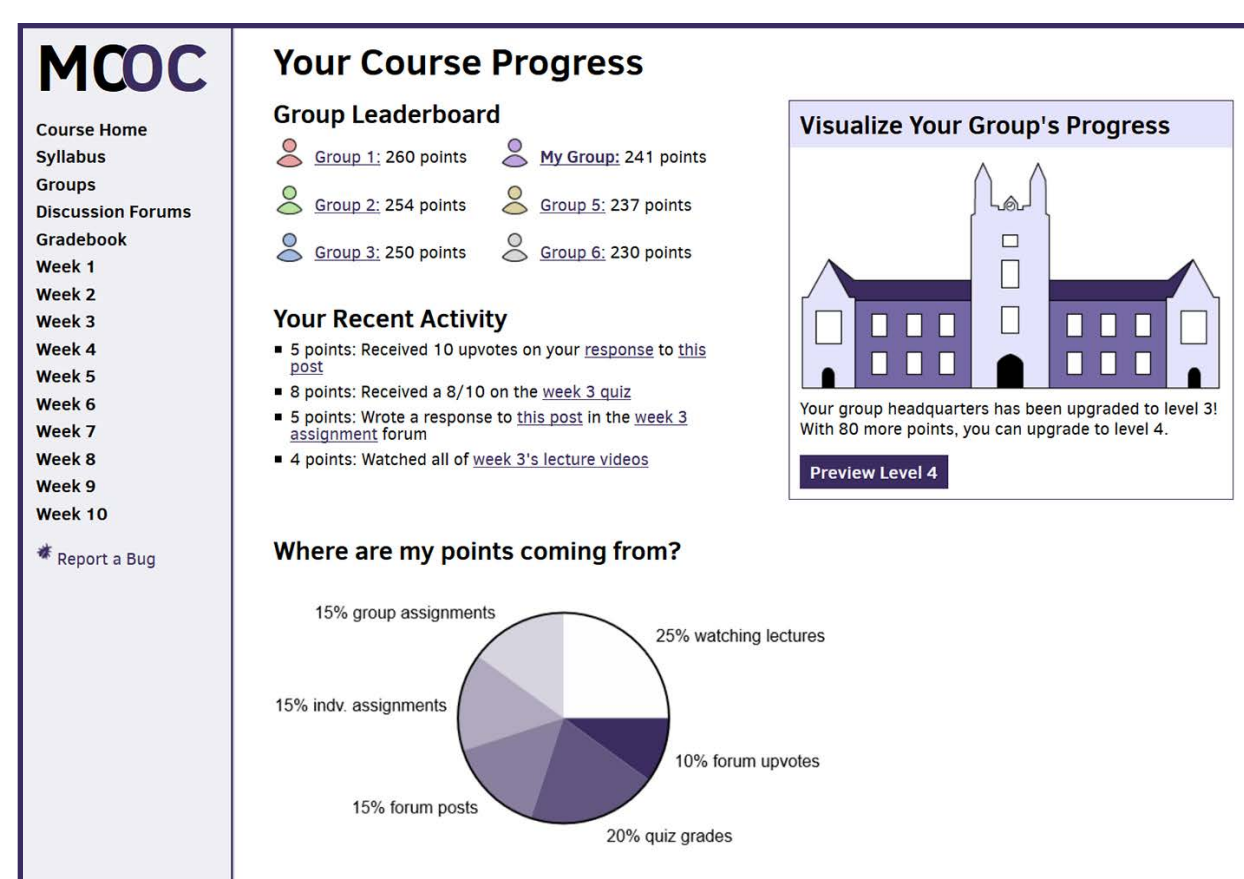 MOOC
Course Home
Syllabus
Groups
Discussion Forums
Gradebook
Week 1
Week 2
Week 3
Week 4
Week 5
Week 6
Week 7
Week 8
Week 9
Week 10
Report a Bug
Your Course Progress
Group Leaderboard
Group 1: 260 points
My Group: 241 points
Group 2: 254 points
Group 5: 237 points
Group 3: 250 points
Group 6: 230 points
Your Recent Activity
5 points: Received 10 upvotes on your response to this
post
8 points: Received a 8/10 on the week 3 quiz
5 points: Wrote a response to this post in the week 3
assignment forum
4 points: Watched all of week 3's lecture videos
Visualize Your Group's Progress
Your group headquarters has been upgraded to level 3!
With 80 more points, you can upgrade to level 4.
Preview Level 4
Where are my points coming from?
15% group assignments
25% watching lectures
15% indv. assignments
10% forum upvotes
15% forum posts
20% quiz grades